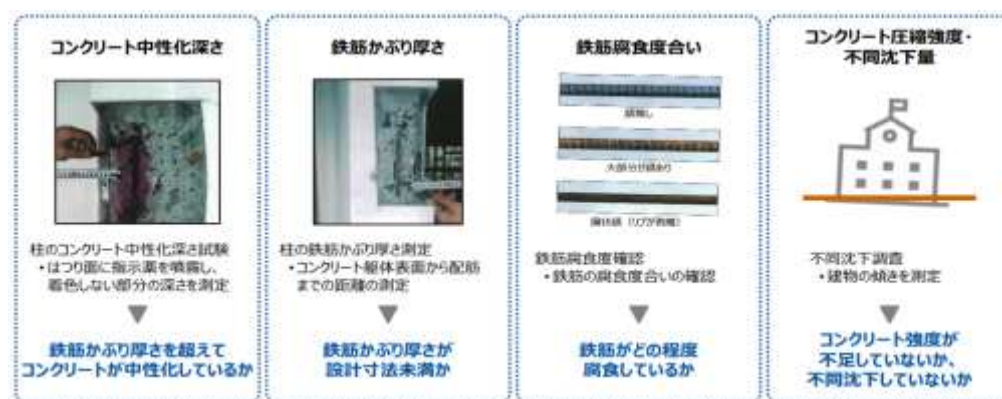 コンクリート中性化深さ
柱のコンクリート中性化深さ試験
・はつり面に指示薬を噴霧し、
着色しない部分の深さを測定
鉄筋かぶり厚さを超えて
コンクリートが中性化しているか
鉄筋かぶり厚さ
柱の鉄筋かぶり厚さ測定
・コンクリート躯体表面から配筋
までの距離の測定
鉄筋かぶり厚さが
設計寸法未満か
鉄筋腐食度合い
錆無し
鉄筋腐食度確認
・鉄筋の腐食度合いの確認
鉄筋がどの程度
腐食しているか
コンクリート圧縮強度・
不同沈下量
不同沈下調査
・建物の傾きを測定
コンクリート強度が
不足していないか、
不同沈下していないか